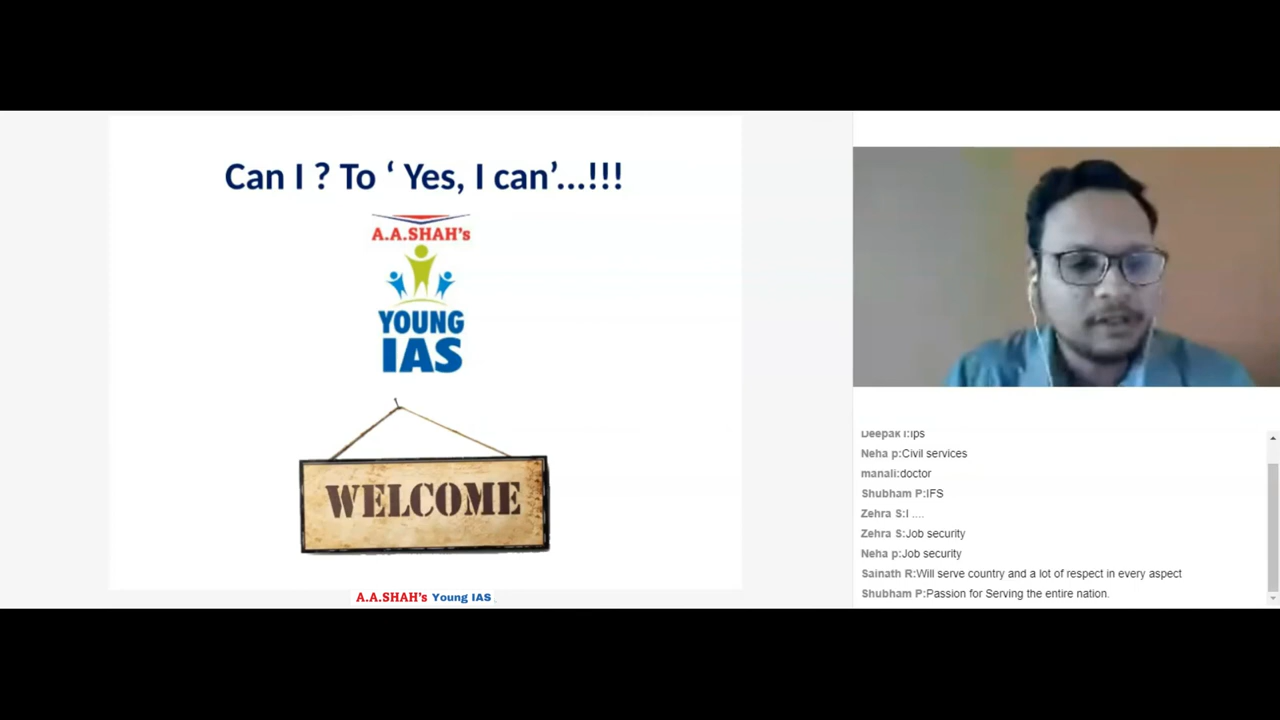 Can I ? To ‘ Yes, I can’...!!!
A.A.SHAH's
YOUNG
IAS
WELCOME
A.A.SHAH's Young IAS
Deepak I:Ips
Neha p:Civil services
manali:doctor
Shubham P:IFS
Zehra S:I ....
Zehra S:Job security
Neha p:Job security
Sainath R:Will serve country and a lot of respect in every aspect
Shubham P:Passion for Serving the entire nation.